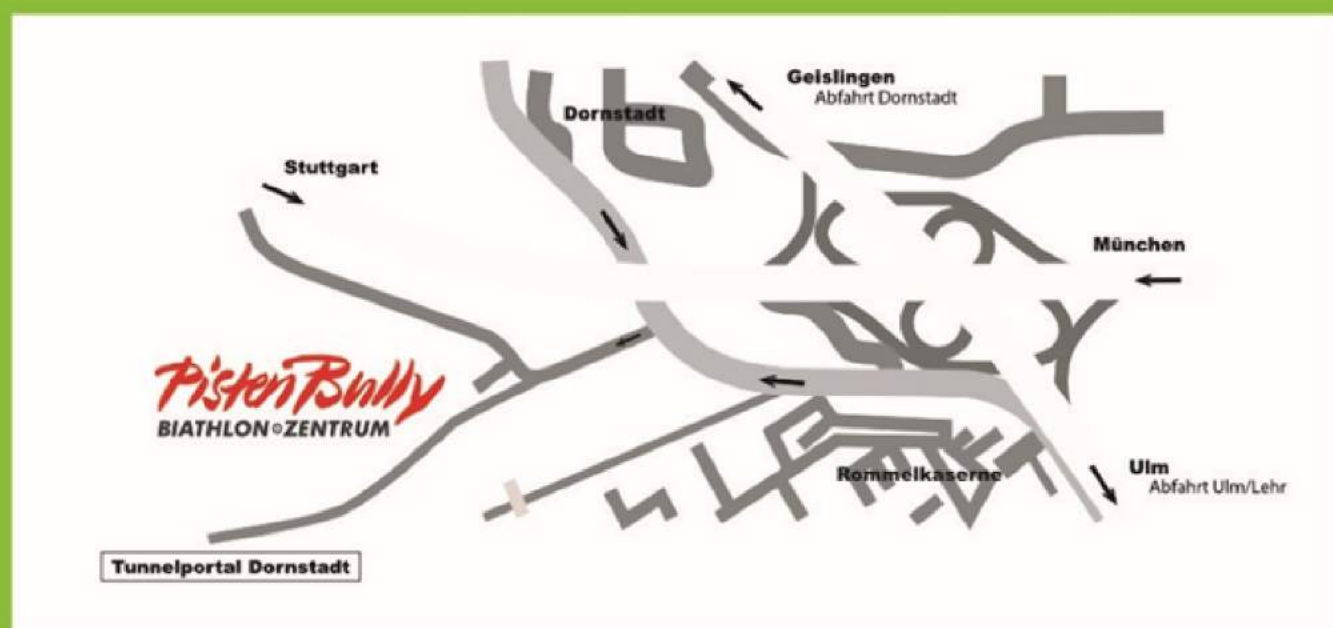 Geislingen
Abfahrt Dornstadt
Dornstadt
Stuttgart
München
PistenBully
BIATHLON ZENTRUM
Rommelkaserne
Ulm
Abfahrt Ulm/Lehr
Tunnelportal Dornstadt